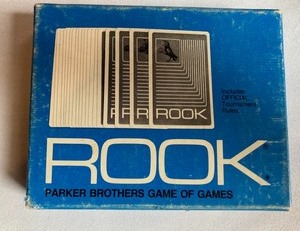 R R ROOK
Includes
OFFICIAL
Tournament
Rules
ROOK
PARKER BROTHERS GAME OF GAMES